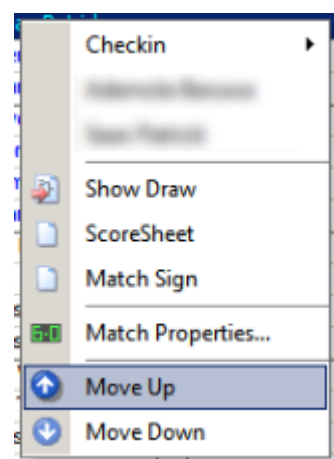 Checkin
Show Draw
ScoreSheet
Match Sign
6-0
Match Properties...
Move Up
Move Down